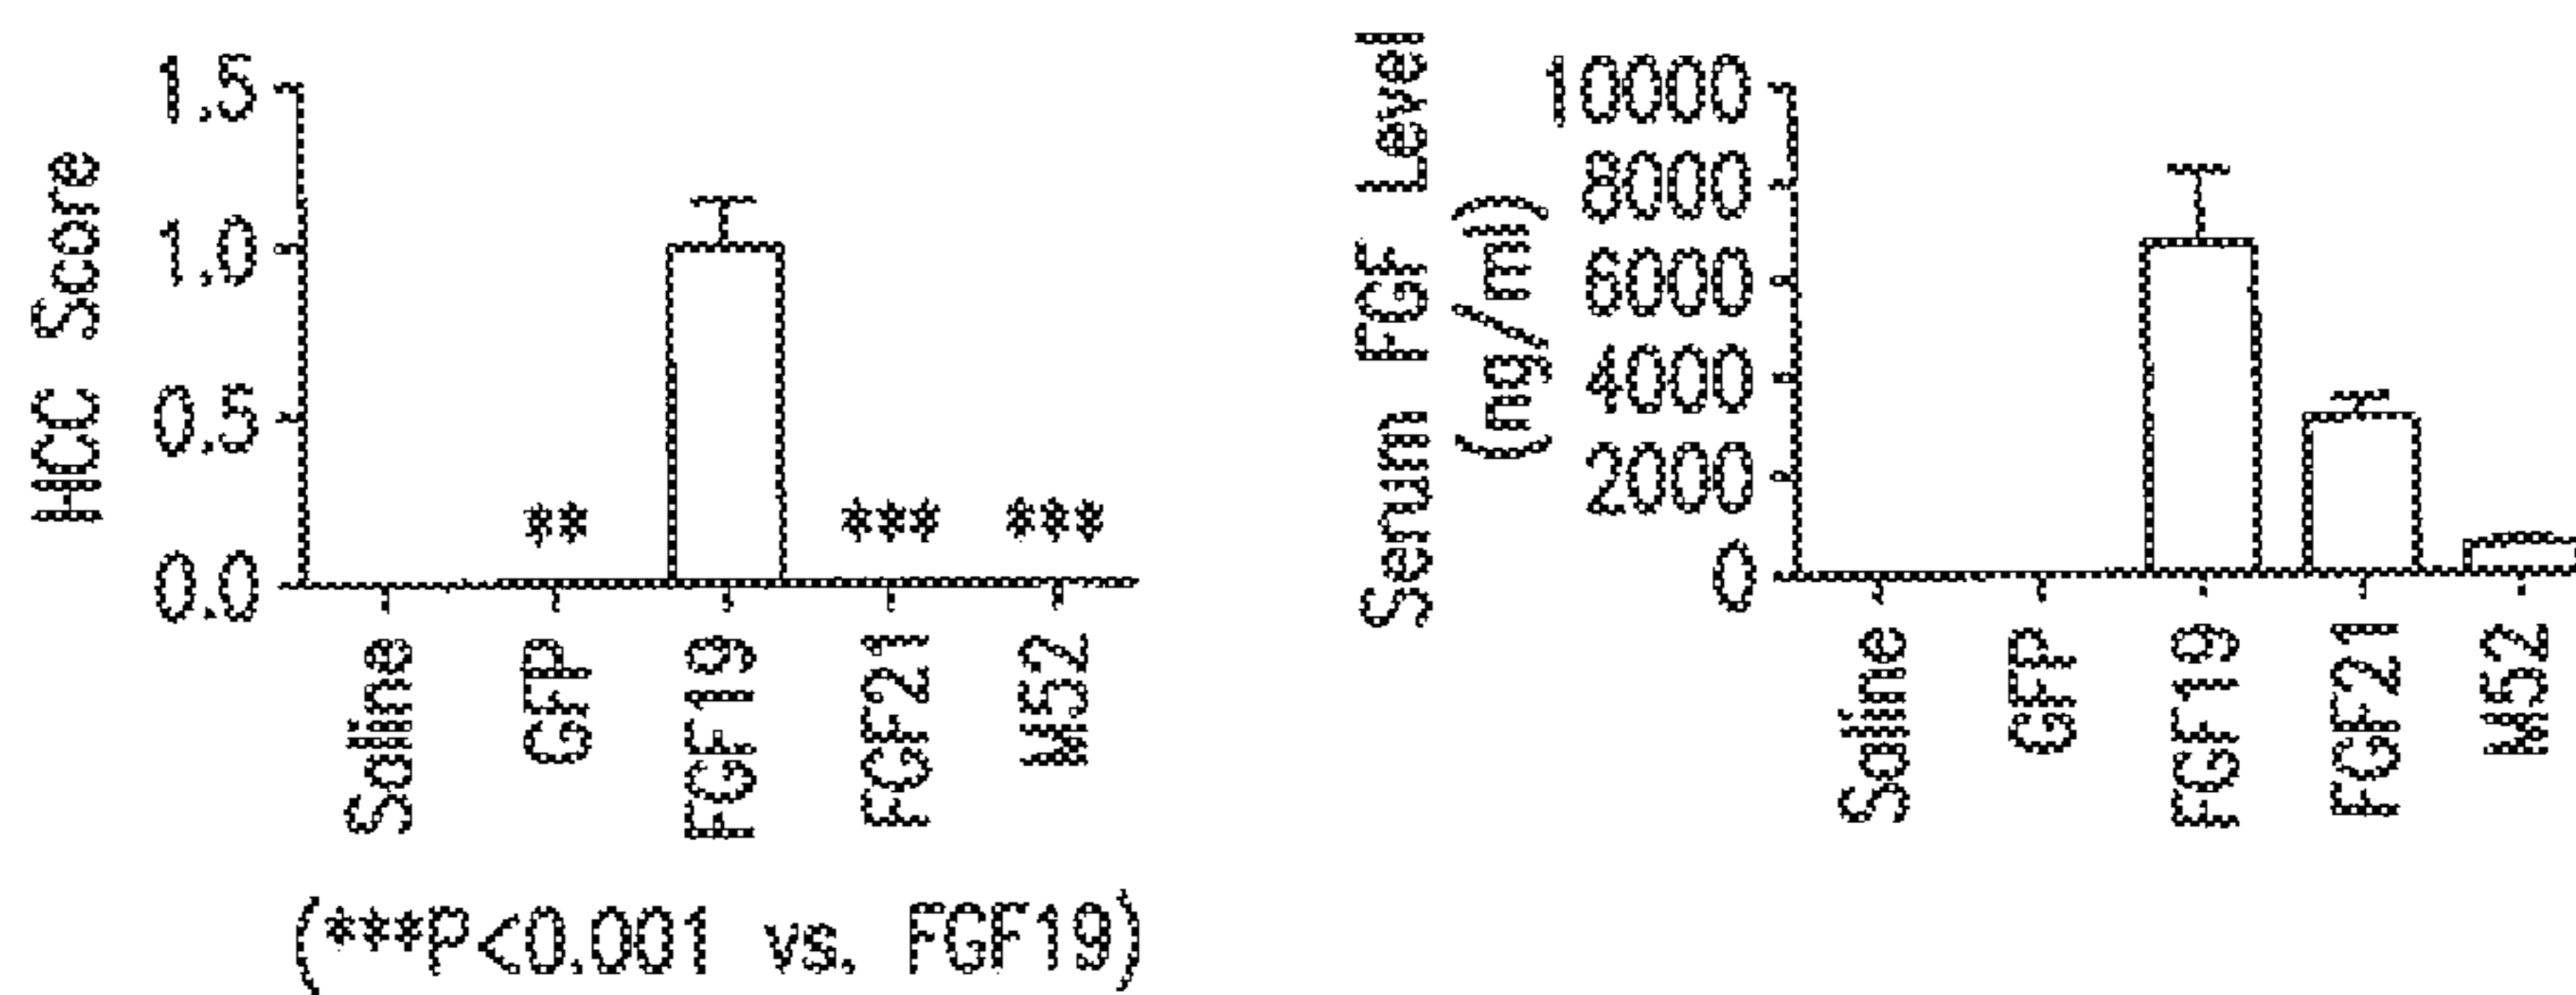 HCC Score
1.5
1.0
0.5
0.0
** *** ***
Saline
GFP
FGF19
FGF21
M52
(***P<0.001 vs. FGF19)
Serum FGF Level
(ng/ml)
10000
8000
6000
4000
2000
0
Saline
GFP
FGF19
FGF21
M52